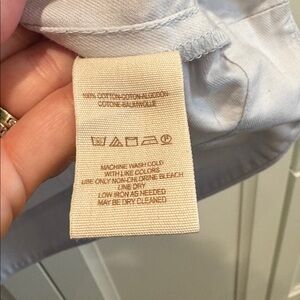 100% COTTON-COTON-ALGODON
COTONE-BAUMWOLLE
MACHINE WASH COLD
WITH LIKE COLORS
USE ONLY NON-CHLORINE BLEACH
LINE DRY
LOW IRON AS NEEDED
MAY BE DRY CLEANED